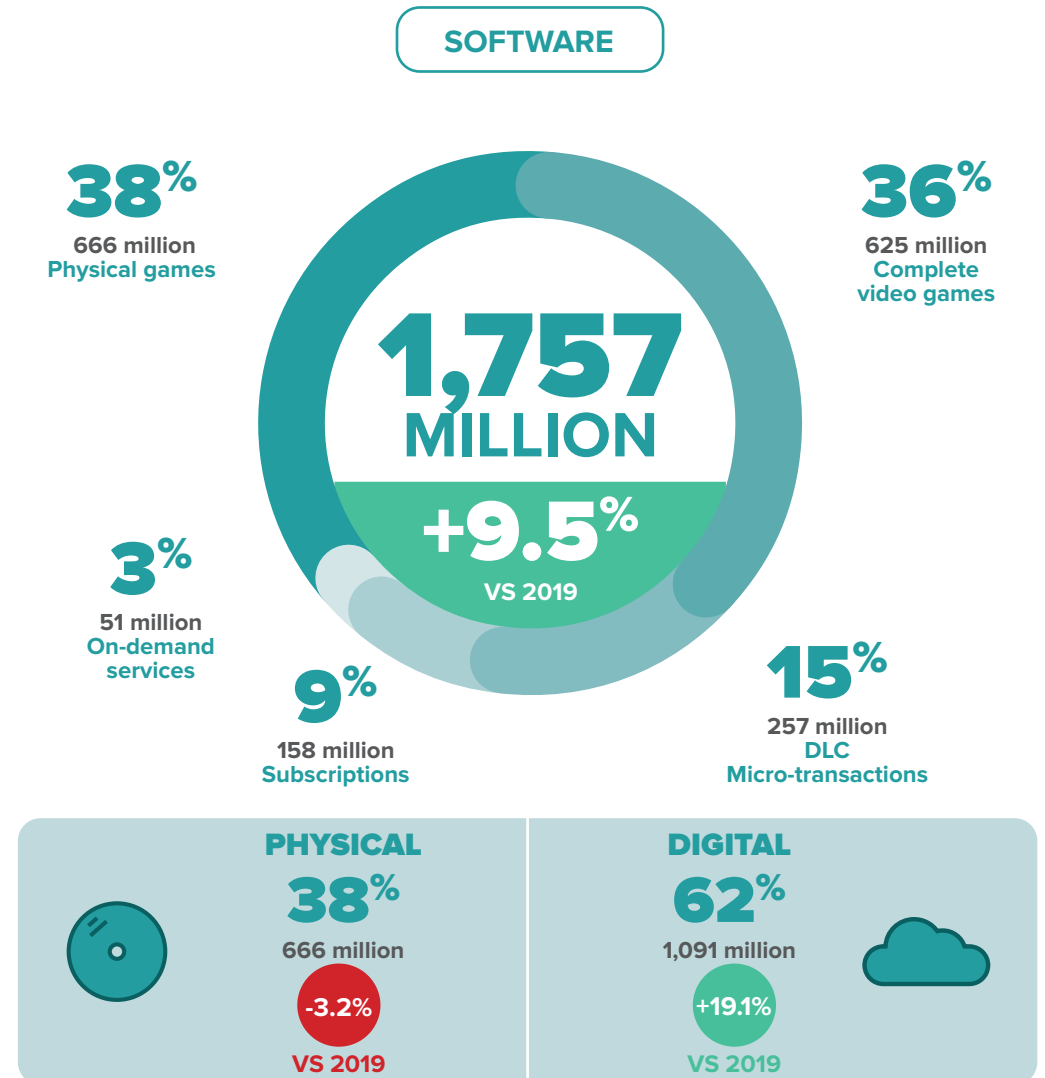 SOFTWARE
38%
666 million
Physical games
36%
625 million
Complete
video games
1,757
MILLION
+9.5%
VS 2019
3%
51 million
On-demand
services
9%
158 million
Subscriptions
15%
257 million
DLC
Micro-transactions
PHYSICAL
38%
666 million
-3.2%
VS 2019
DIGITAL
62%
1,091 million
+19.1%
VS 2019